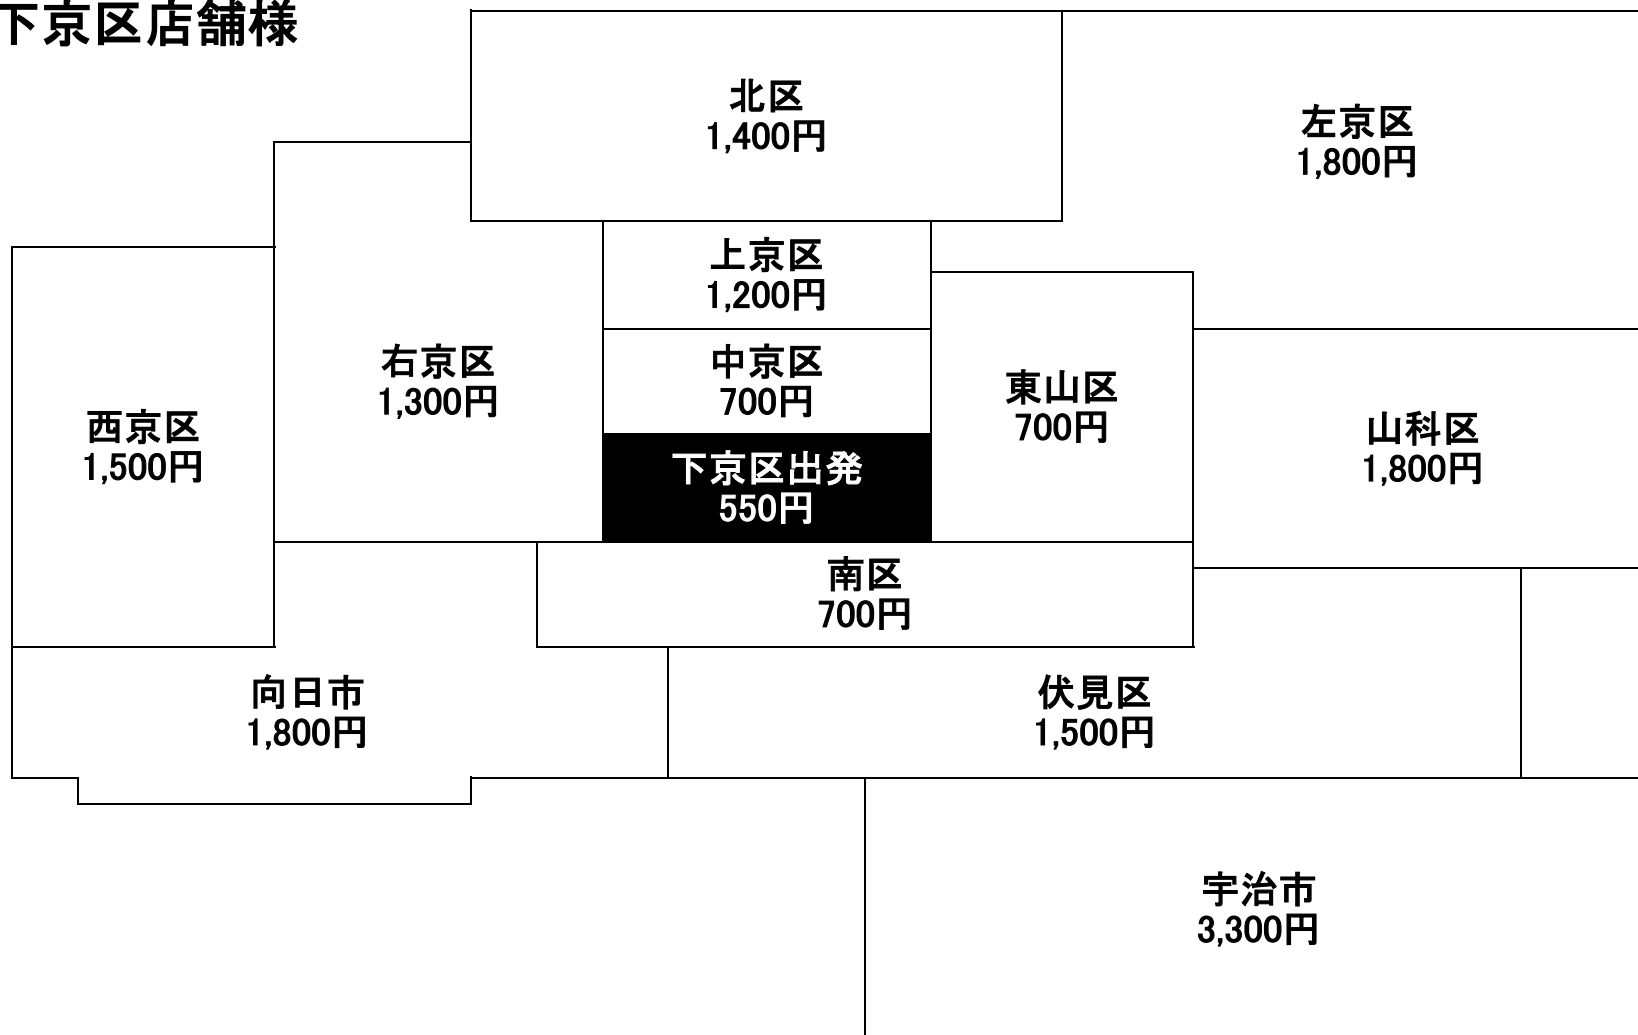 下京区店舗様
北区
1,400円
左京区
1,800円
上京区
1,200円
右京区
1,300円
中京区
700円
東山区
700円
西京区
1,500円
山科区
1,800円
下京区出発
550円
南区
700円
向日市
1,800円
伏見区
1,500円
宇治市
3,300円